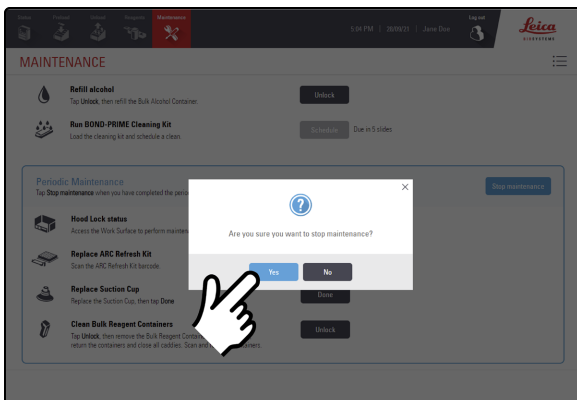 Status
Preload
Unload
Reagents
Maintenance
5:04 PM | 28/09/21 | Jane Doe
Log out
Leica
BIOSYSTEMS
MAINTENANCE
Refill alcohol
Tap Unlock, then refill the Bulk Alcohol Container.
Unlock
Run BOND-PRIME Cleaning Kit
Load the cleaning kit and schedule a clean.
Schedule
Due in 5 slides
Periodic Maintenance
Tap Stop maintenance when you have completed the perio
Stop maintenance
Hood Lock status
Access the Work Surface to perform mainten
Replace ARC Refresh Kit
Scan the ARC Refresh Kit barcode.
Replace Suction Cup
Replace the Suction Cup, then tap Done
Done
Clean Bulk Reagent Containers
Tap Unlock, then remove the Bulk Reagent Conta
return the containers and close all caddies. Scan and
Unlock
Are you sure you want to stop maintenance?
Yes
No